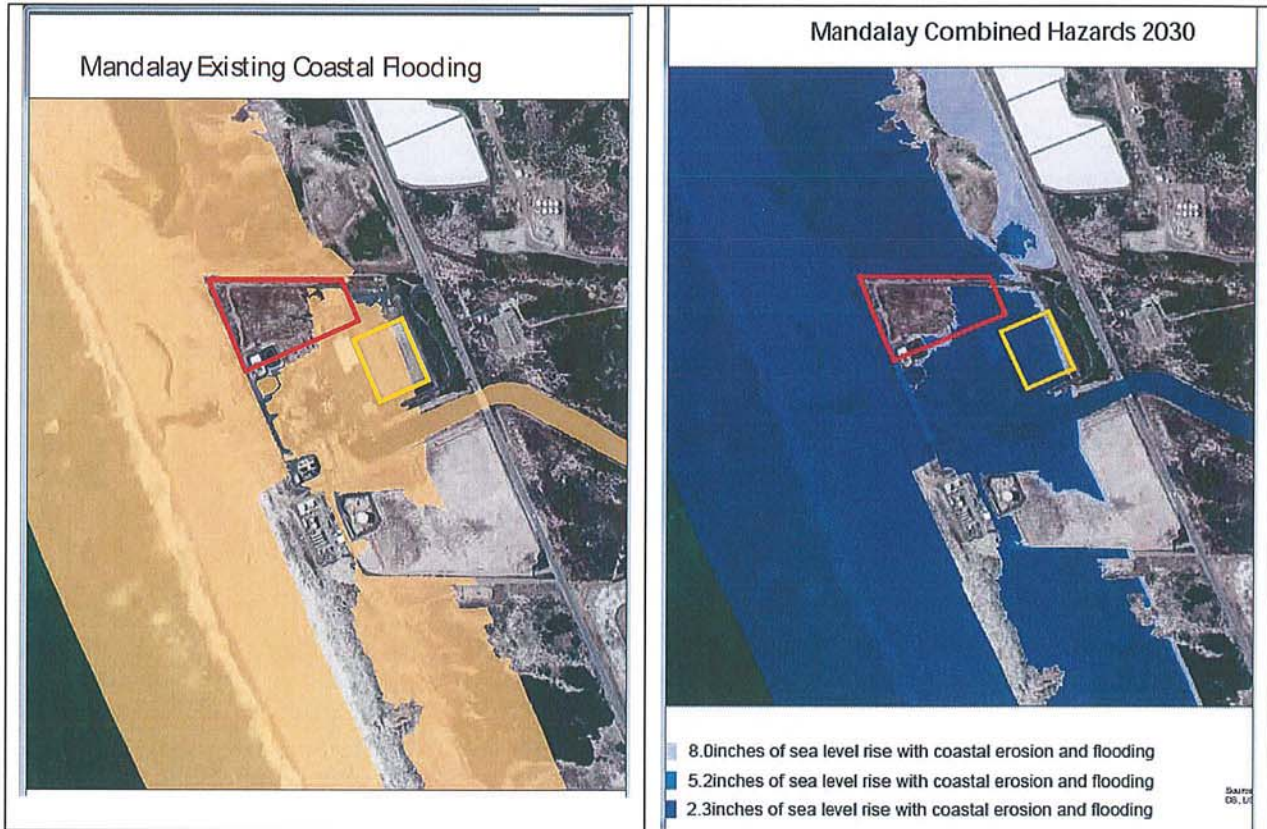 Mandalay Existing Coastal Flooding
Mandalay Combined Hazards 2030
8.0inches of sea level rise with coastal erosion and flooding
5.2inches of sea level rise with coastal erosion and flooding
2.3inches of sea level rise with coastal erosion and flooding